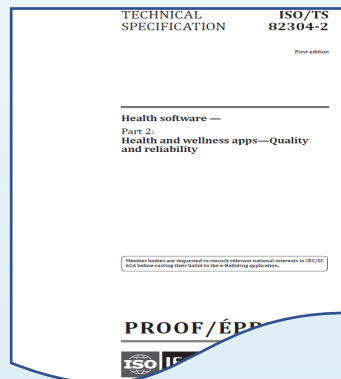 TECHNICAL SPECIFICATION
ISO/TS 82304-2
First edition
Health software —
Part 2:
Health and wellness apps—Quality
and reliability
Member bodies are requested to consult relevant national interests in IEC/SC
62A before casting their ballot to the e-Balloting application.
PROOF/ÉPR
ISO